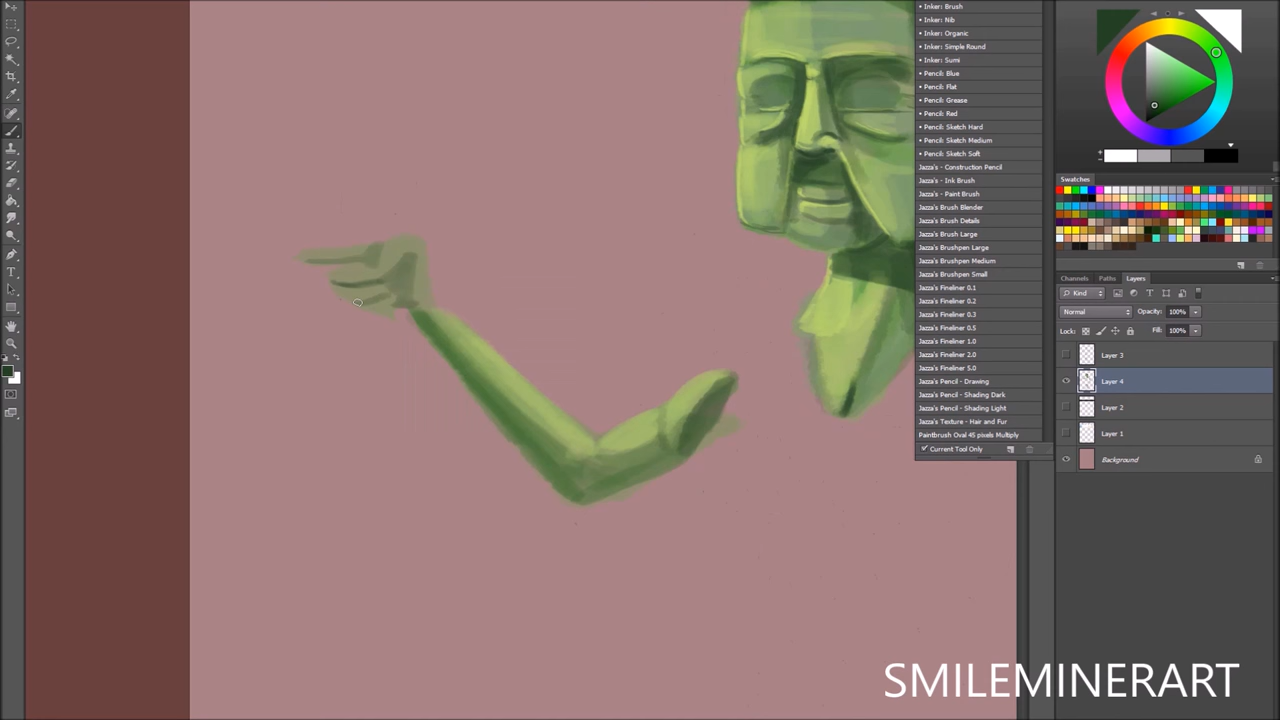 • Inker: Brush
• Inker: Nib
• Inker: Organic
• Inker: Simple Round
• Inker: Sumi
• Pencil: Blue
• Pencil: Flat
• Pencil: Grease
• Pencil: Red
• Pencil: Sketch Hard
• Pencil: Sketch Medium
• Pencil: Sketch Soft
Jazza's - Construction Pencil
Jazza's - Ink Brush
Jazza's - Paint Brush
Jazza's Brush Blender
Jazza's Brush Details
Jazza's Brush Large
Jazza's Brushpen Large
Jazza's Brushpen Medium
Jazza's Brushpen Small
Jazza's Fineliner 0.1
Jazza's Fineliner 0.2
Jazza's Fineliner 0.3
Jazza's Fineliner 0.5
Jazza's Fineliner 1.0
Jazza's Fineliner 2.0
Jazza's Fineliner 5.0
Jazza's Pencil - Drawing
Jazza's Pencil - Shading Dark
Jazza's Pencil - Shading Light
Jazza's Texture - Hair and Fur
Paintbrush Oval 45 pixels Multiply
Current Tool Only
Swatches
Channels Paths Layers
Kind
Normal Opacity: 100%
Lock: Fill: 100%
Layer 3
Layer 4
Layer 2
Layer 1
Background
SMILEMINERART